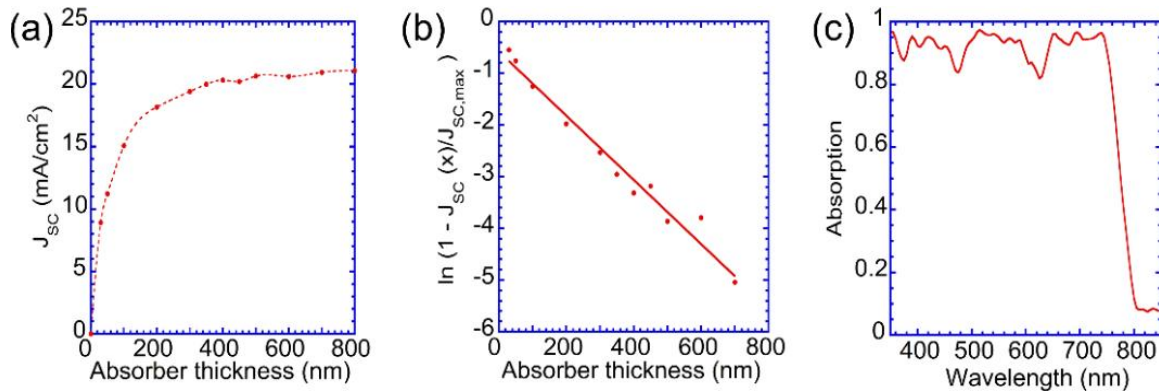 (a)
25
20
15
10
5
0
J_SC (mA/cm²)
0 200 400 600 800
Absorber thickness (nm)
(b)
0
-1
-2
-3
-4
-5
-6
ln (1 - J_SC (x)/J_SC,max )
0 200 400 600 800
Absorber thickness (nm)
(c)
1
0.8
0.6
0.4
0.2
0
Absorption
400 500 600 700 800
Wavelength (nm)